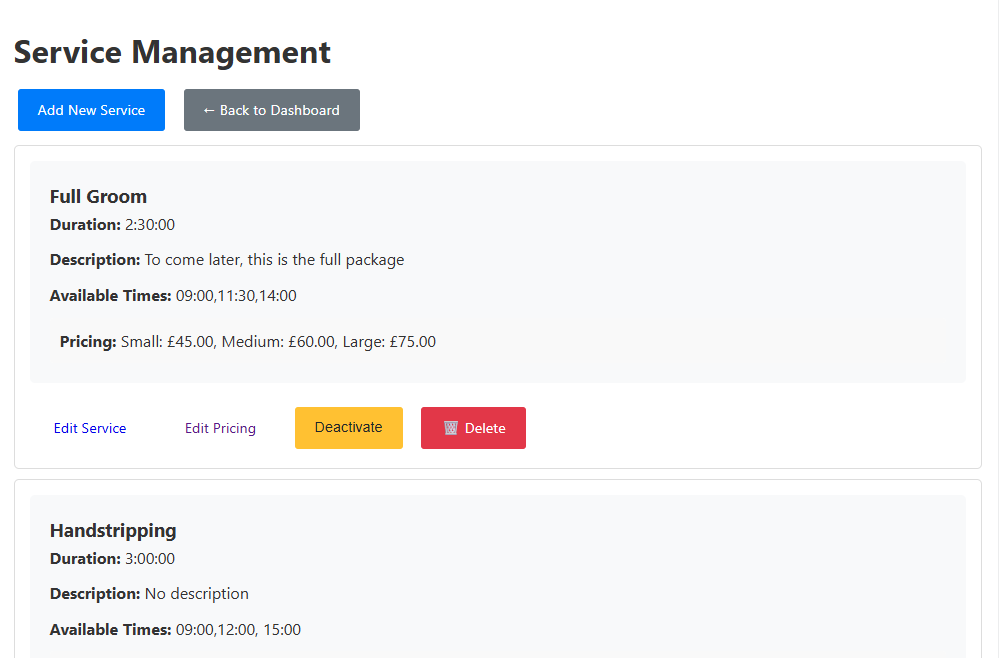 Service Management
Add New Service
← Back to Dashboard
Full Groom
Duration: 2:30:00
Description: To come later, this is the full package
Available Times: 09:00,11:30,14:00
Pricing: Small: £45.00, Medium: £60.00, Large: £75.00
Edit Service
Edit Pricing
Deactivate
🗑️ Delete
Handstripping
Duration: 3:00:00
Description: No description
Available Times: 09:00,12:00, 15:00